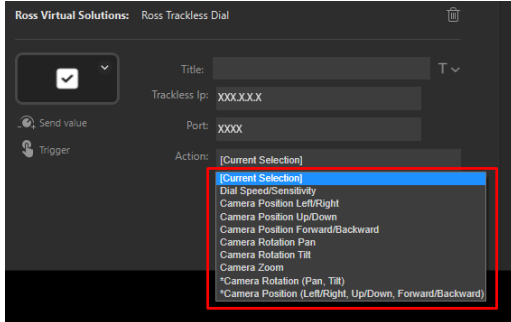 Ross Virtual Solutions: Ross Trackless Dial
Title: T
Trackless Ip: XXX.X.X.X
Send value
Port: XXXX
Trigger
Action: [Current Selection]
[Current Selection]
Dial Speed/Sensitivity
Camera Position Left/Right
Camera Position Up/Down
Camera Position Forward/Backward
Camera Rotation Pan
Camera Rotation Tilt
Camera Zoom
*Camera Rotation (Pan, Tilt)
*Camera Position (Left/Right, Up/Down, Forward/Backward)